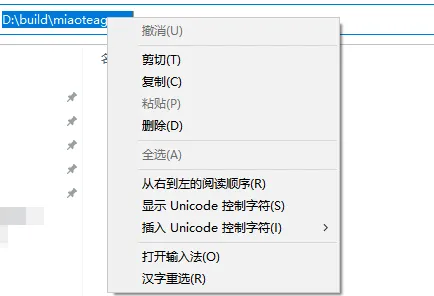 D:\build\miaoteag
撤消(U)
剪切(T)
复制(C)
粘贴(P)
删除(D)
全选(A)
从右到左的阅读顺序(R)
显示 Unicode 控制字符(S)
插入 Unicode 控制字符(I)
打开输入法(O)
汉字重选(R)